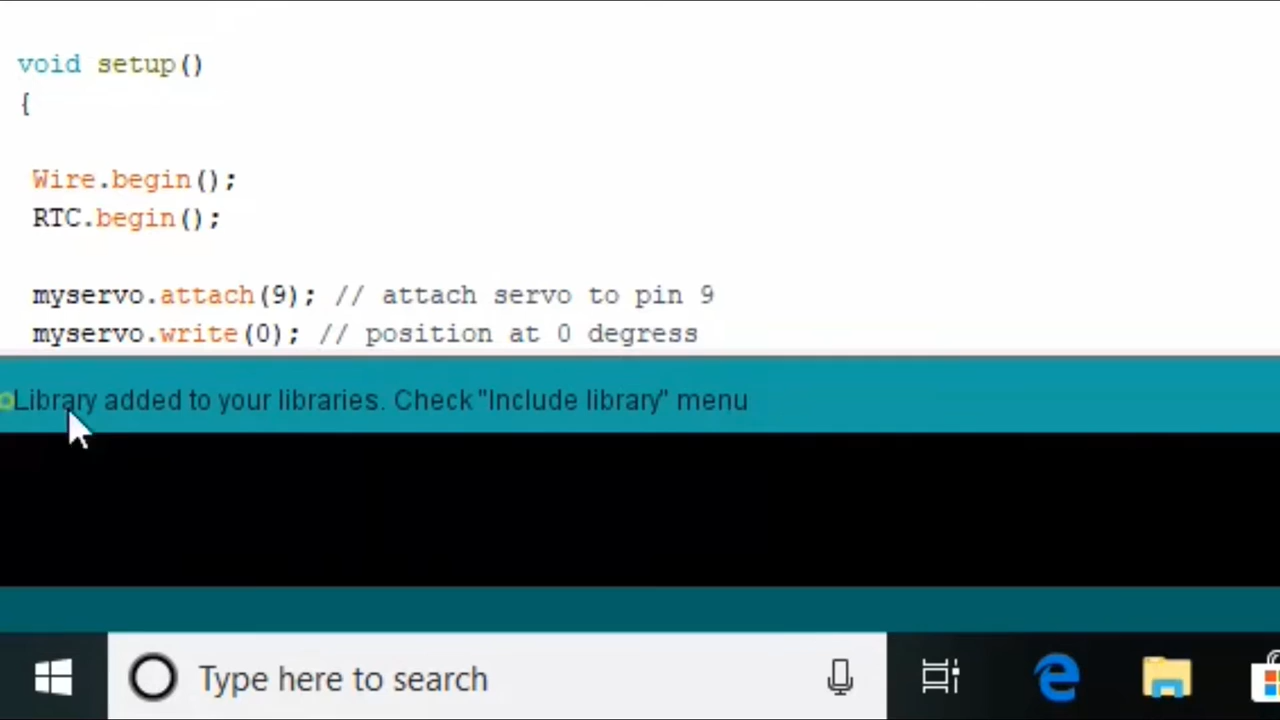 void setup()
{
Wire.begin();
RTC.begin();
myservo.attach(9); // attach servo to pin 9
myservo.write(0); // position at 0 degress
Library added to your libraries. Check "Include library" menu
Type here to search